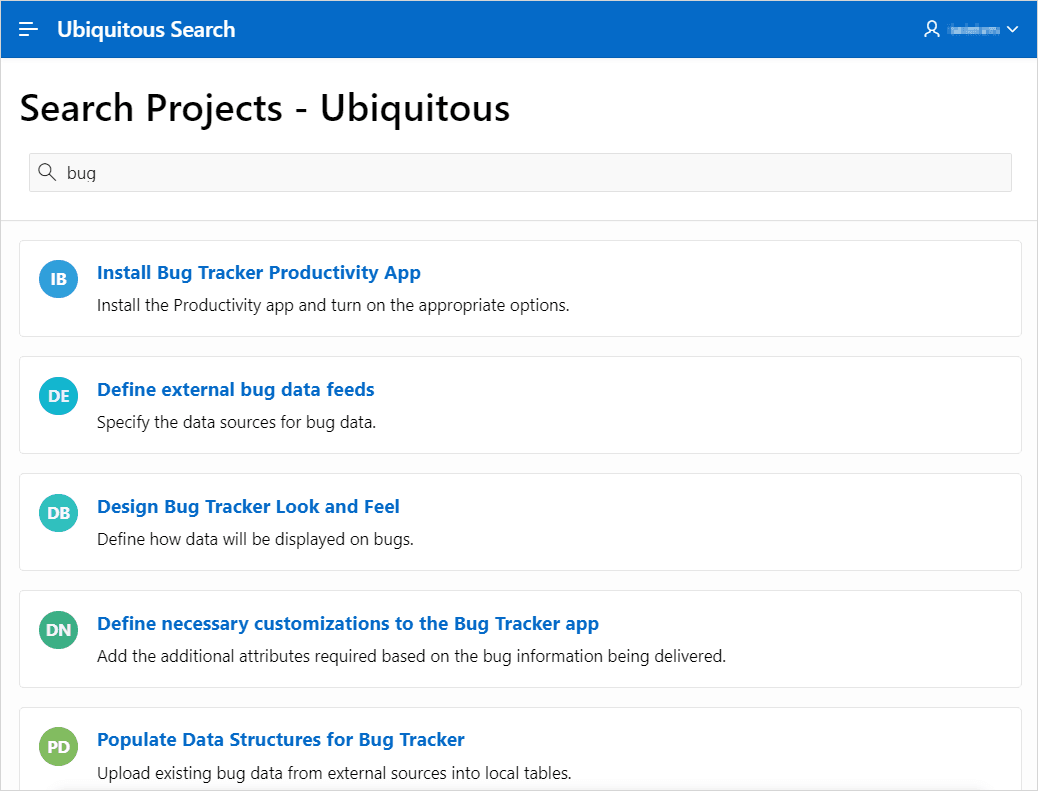 Ubiquitous Search
Search Projects - Ubiquitous
bug
IB
Install Bug Tracker Productivity App
Install the Productivity app and turn on the appropriate options.
DE
Define external bug data feeds
Specify the data sources for bug data.
DB
Design Bug Tracker Look and Feel
Define how data will be displayed on bugs.
DN
Define necessary customizations to the Bug Tracker app
Add the additional attributes required based on the bug information being delivered.
PD
Populate Data Structures for Bug Tracker
Upload existing bug data from external sources into local tables.